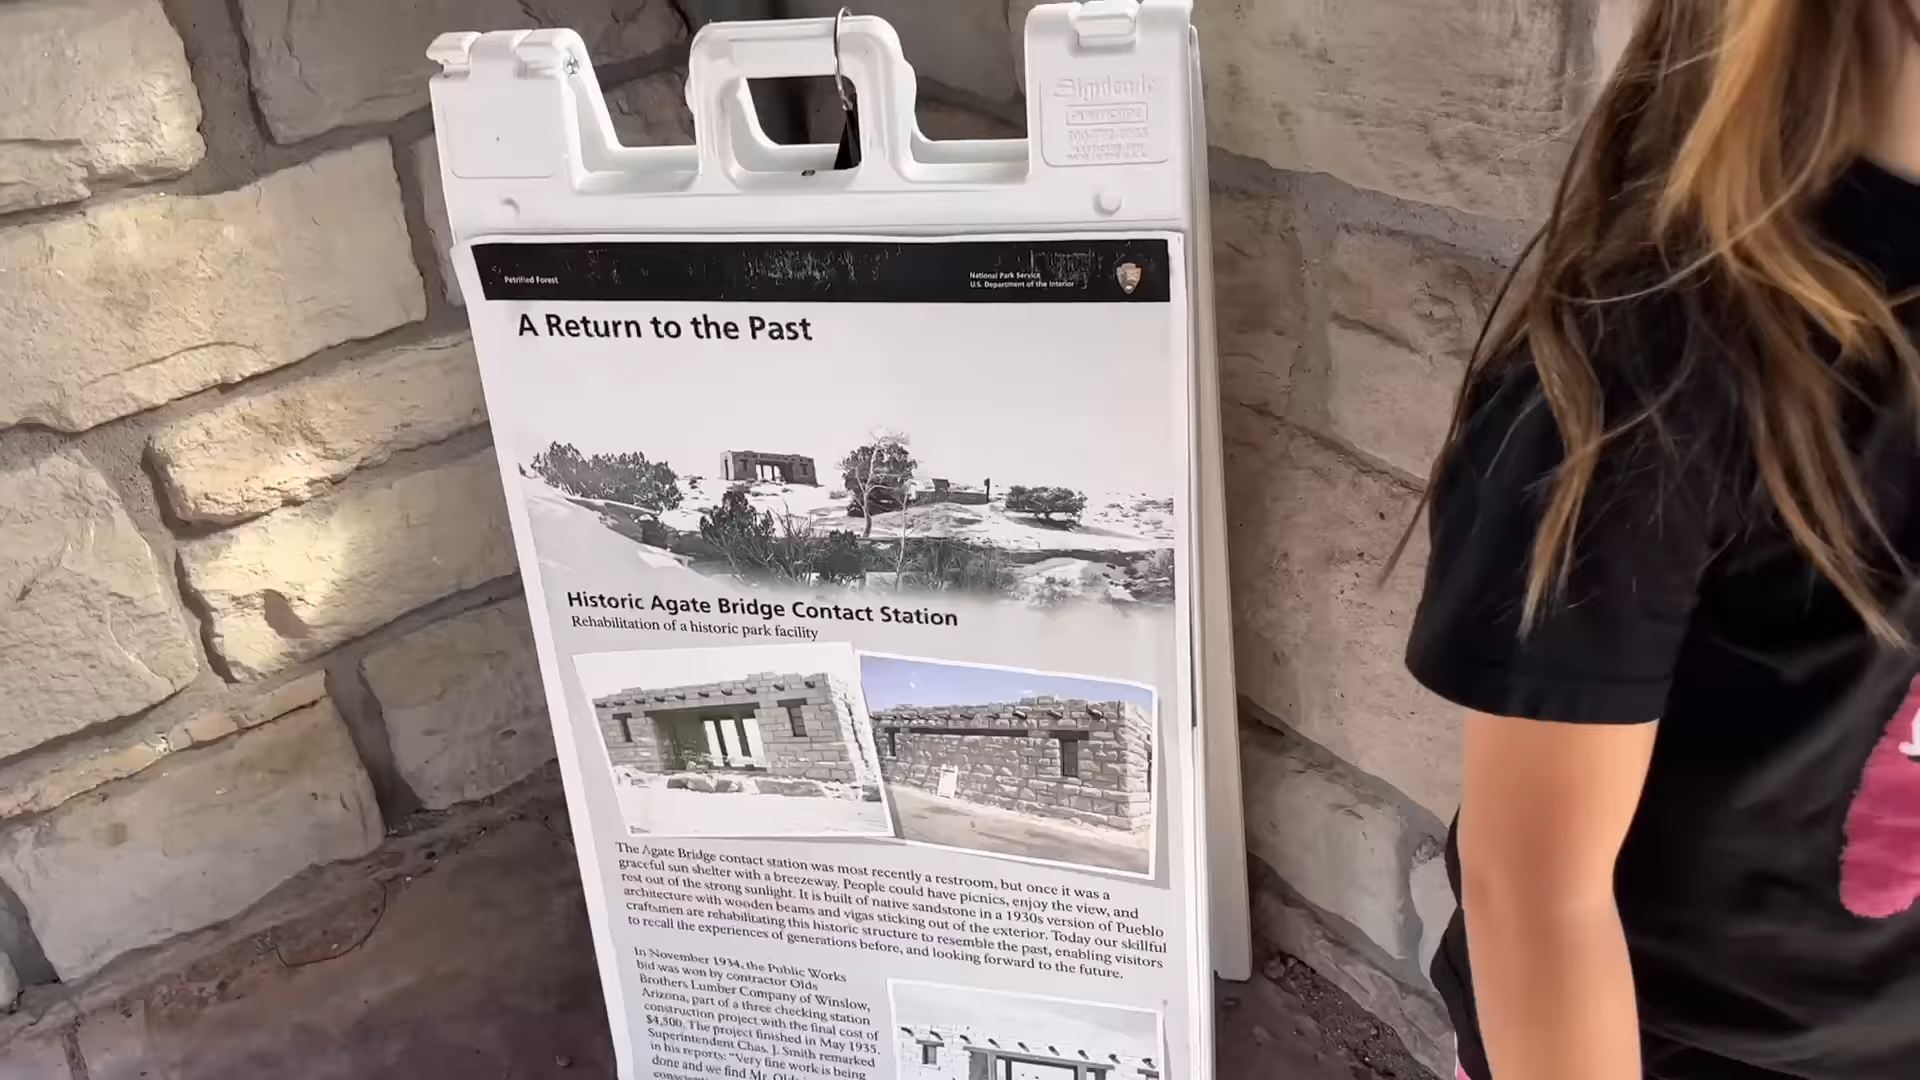 Petrified Forest
National Park Service
U.S. Department of the Interior
A Return to the Past
Historic Agate Bridge Contact Station
Rehabilitation of a historic park facility
The Agate Bridge contact station was most recently a restroom, but once it was a
graceful sun shelter with a breezeway. People could have picnics, enjoy the view, and
rest out of the strong sunlight. It is built of native sandstone in a 1930s version of Pueblo
architecture with wooden beams and vigas sticking out of the exterior. Today our skillful
craftsmen are rehabilitating this historic structure to resemble the past, enabling visitors
to recall the experiences of generations before, and looking forward to the future.
In November 1934, the Public Works
bid was won by contractor Olds
Brothers Lumber Company of Winslow,
Arizona, part of a three checking station
construction project with the final cost of
$4,500. The project finished in May 1935.
Superintendent Chas. J. Smith remarked
in his reports: "Very fine work is being
done and we find Mr.